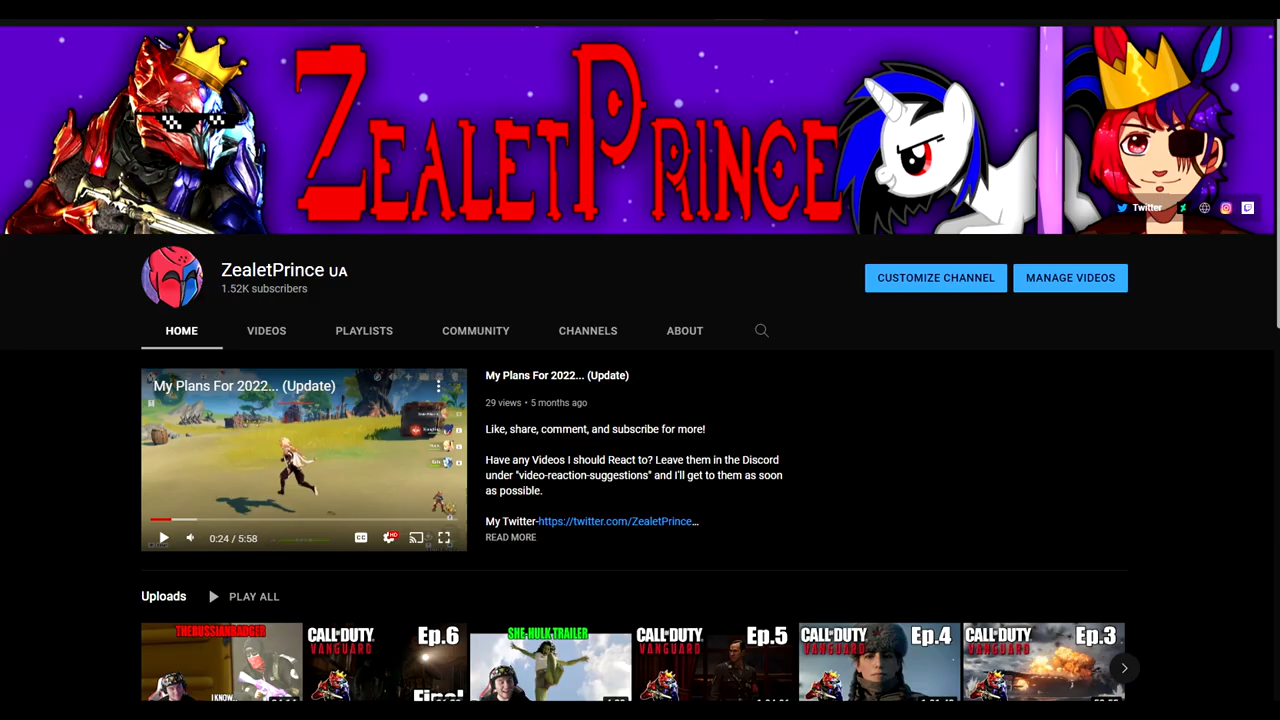 ZEALETPRINCE
Twitter
ZealetPrince UA
1.52K subscribers
CUSTOMIZE CHANNEL
MANAGE VIDEOS
HOME
VIDEOS
PLAYLISTS
COMMUNITY
CHANNELS
ABOUT
My Plans For 2022... (Update)
0:24 / 5:58
CC
HD
My Plans For 2022... (Update)
29 views • 5 months ago
Like, share, comment, and subscribe for more!
Have any Videos I should React to? Leave them in the Discord
under "video-reaction-suggestions" and I'll get to them as soon
as possible.
My Twitter-https://twitter.com/ZealetPrince...
READ MORE
Uploads
PLAY ALL
THERUSSIANBADGER
I KNOW...
CALL OF DUTY
VANGUARD
Ep.6
Final
SHE-HULK TRAILER
CALL OF DUTY
VANGUARD
Ep.5
CALL OF DUTY
VANGUARD
Ep.4
CALL OF DUTY
VANGUARD
Ep.3